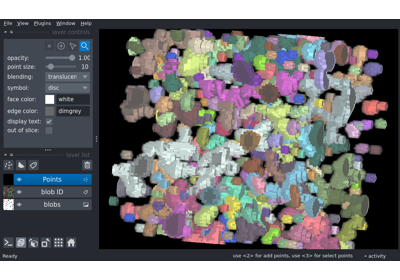 File View Plugins Window Help
layer controls
opacity: 1.00
point size: 10
blending: translucen
symbol: disc
face color: white
edge color: dimgrey
display text:
out of slice:
layer list
Points
blob ID
blobs
Ready use <2> for add points, use <3> for select points activity